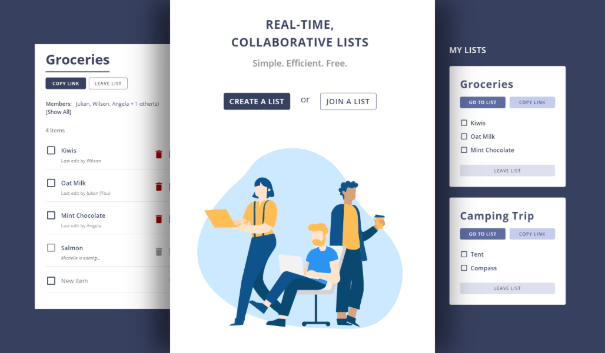 Groceries
COPY LINK
LEAVE LIST
Members: Julian, Wilson, Angela + 1 other(s)
[Show All]
4 items
Kiwis
Last edit by Wilson
Oat Milk
Last edit by Julian (You)
Mint Chocolate
Last edit by Angela
Salmon
New item
REAL-TIME,
COLLABORATIVE LISTS
Simple. Efficient. Free.
CREATE A LIST or JOIN A LIST
MY LISTS
Groceries
GO TO LIST
COPY LINK
Kiwis
Oat Milk
Mint Chocolate
LEAVE LIST
Camping Trip
GO TO LIST
COPY LINK
Tent
Compass
LEAVE LIST